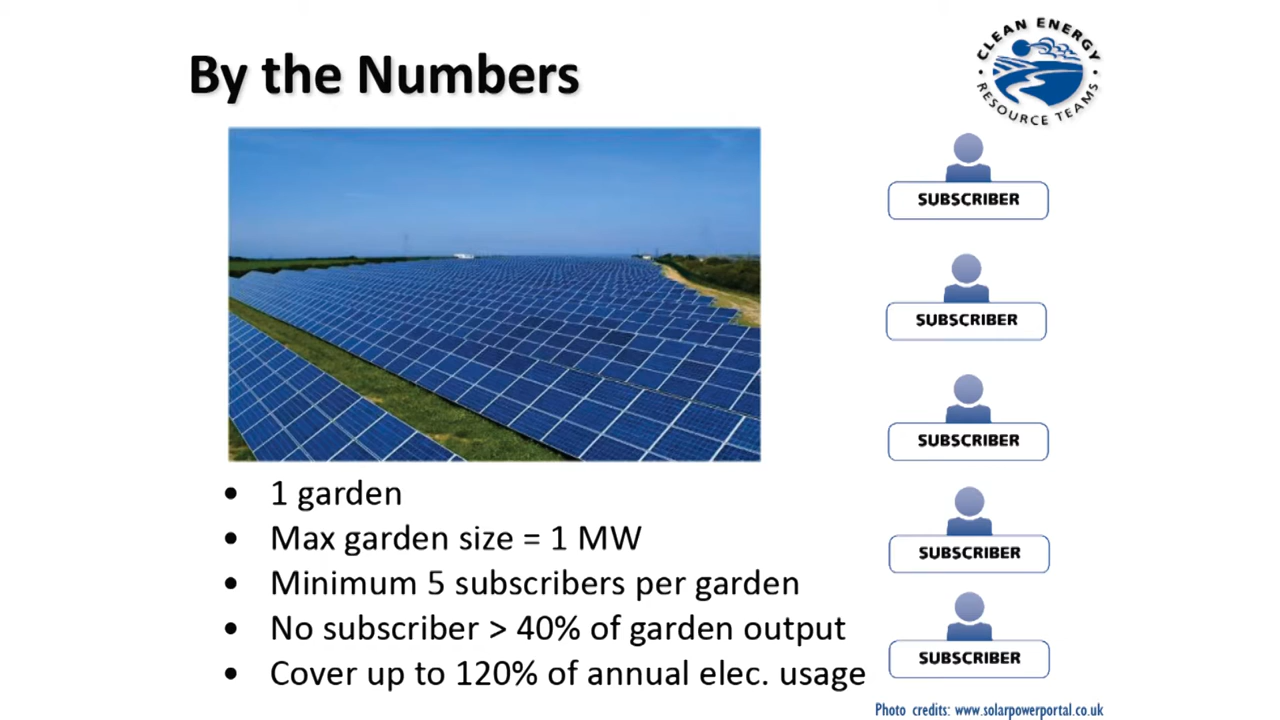 By the Numbers
CLEAN ENERGY
RESOURCE TEAMS
SUBSCRIBER
SUBSCRIBER
SUBSCRIBER
SUBSCRIBER
SUBSCRIBER
• 1 garden
• Max garden size = 1 MW
• Minimum 5 subscribers per garden
• No subscriber > 40% of garden output
• Cover up to 120% of annual elec. usage
Photo credits: www.solarpowerportal.co.uk